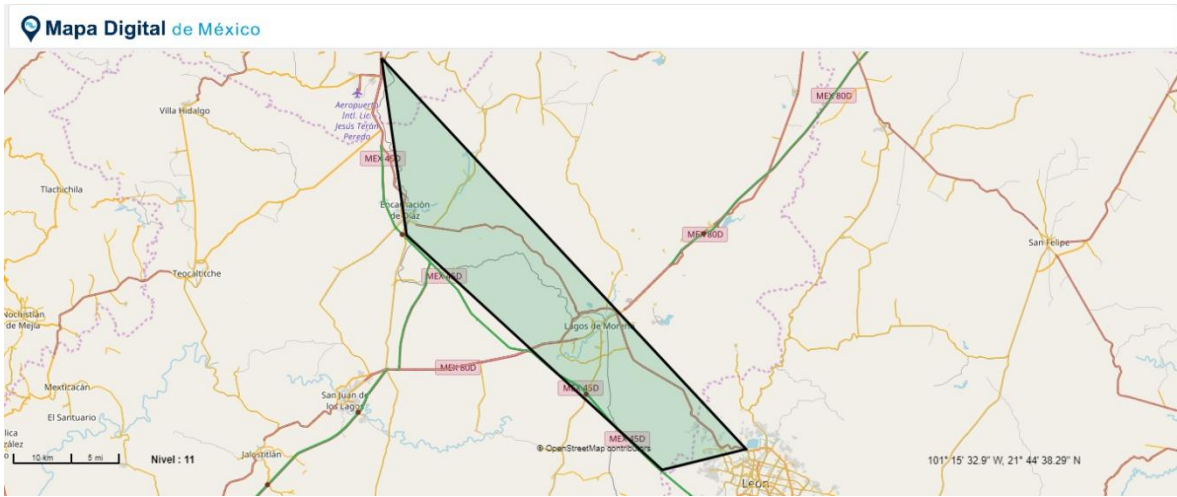 Mapa Digital de México
MEX 80D
Villa Hidalgo
Aeropuerto
Intl. Lic.
Jesús Terán
Peredo
MEX 45D
Tlachichila
Encarnación
de Díaz
MEX 80D
San Felipe
Teocaltitche
MEX 45D
Nochistlán
de Mejía
Lagos de Moreno
MEX 80D
Mexticacán
San Juan de
los Lagos
MEX 45D
El Santuario
MEX 45D
© OpenStreetMap contributors
Jalostitlán
10 km
5 mi
Nivel : 11
101° 15' 32.9" W, 21° 44' 38.29" N
León